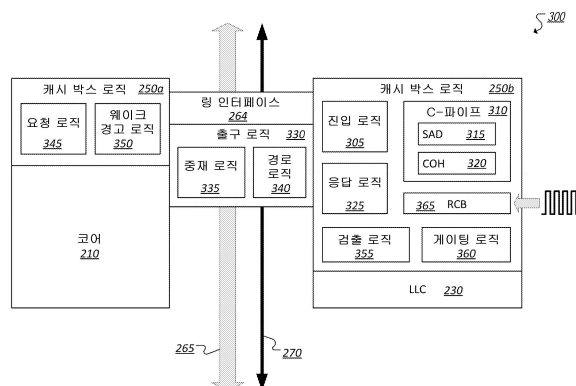 300
캐시 박스 로직 250a
요청 로직
345
웨이크
경고 로직
350
코어
210
링 인터페이스
264
출구 로직 330
중재 로직
335
경로
로직
340
캐시 박스 로직 250b
진입 로직
305
응답 로직
325
C-파이프 310
SAD 315
COH 320
365 RCB
검출 로직
355
게이팅 로직
360
LLC 230
265
270